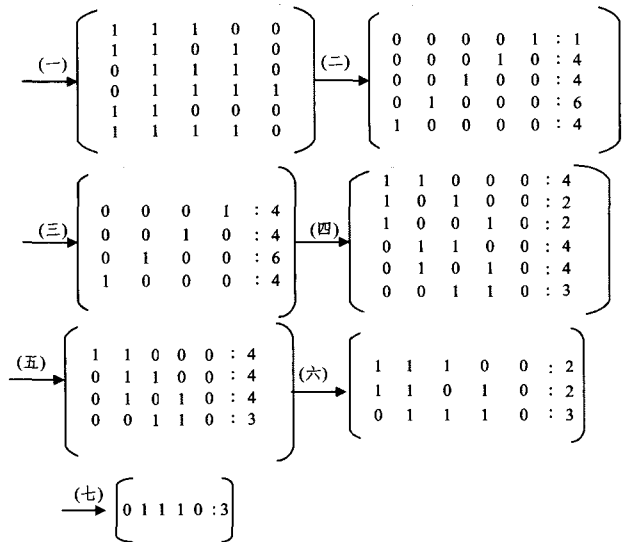 (一)
1 1 1 0 0
1 1 0 1 0
0 1 1 1 0
0 1 1 1 1
1 1 0 0 0
1 1 1 1 0
(二)
0 0 0 0 1 : 1
0 0 0 1 0 : 4
0 0 1 0 0 : 4
0 1 0 0 0 : 6
1 0 0 0 0 : 4
(三)
0 0 0 1 : 4
0 0 1 0 : 4
0 1 0 0 : 6
1 0 0 0 : 4
(四)
1 1 0 0 0 : 4
1 0 1 0 0 : 2
1 0 0 1 0 : 2
0 1 1 0 0 : 4
0 1 0 1 0 : 4
0 0 1 1 0 : 3
(五)
1 1 0 0 0 : 4
0 1 1 0 0 : 4
0 1 0 1 0 : 4
0 0 1 1 0 : 3
(六)
1 1 1 0 0 : 2
1 1 0 1 0 : 2
0 1 1 1 0 : 3
(七)
0 1 1 1 0 : 3